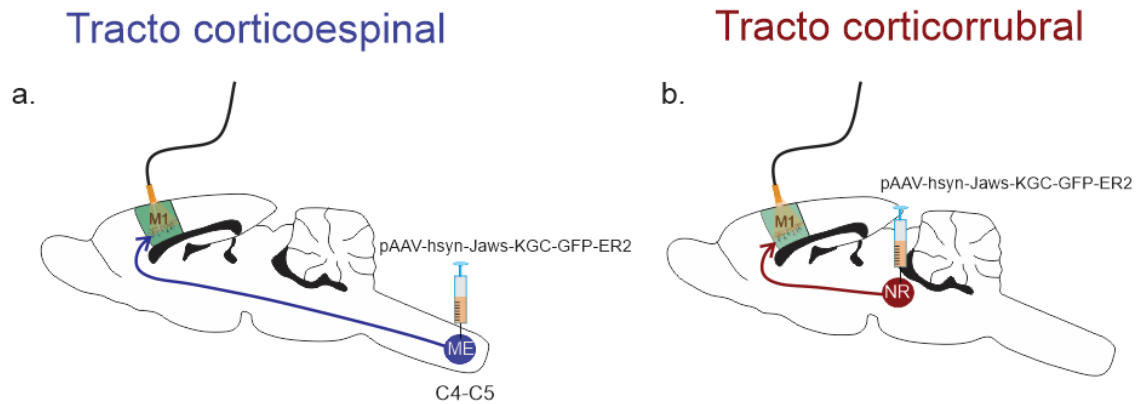 Tracto corticoespinal
a.
M1
pAAV-hsyn-Jaws-KGC-GFP-ER2
ME
C4-C5
Tracto corticorrubral
b.
pAAV-hsyn-Jaws-KGC-GFP-ER2
M1
NR